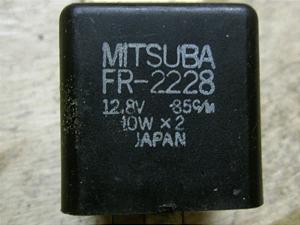 MITSUBA
FR-2228
12.8V 85C/M
10W×2
JAPAN